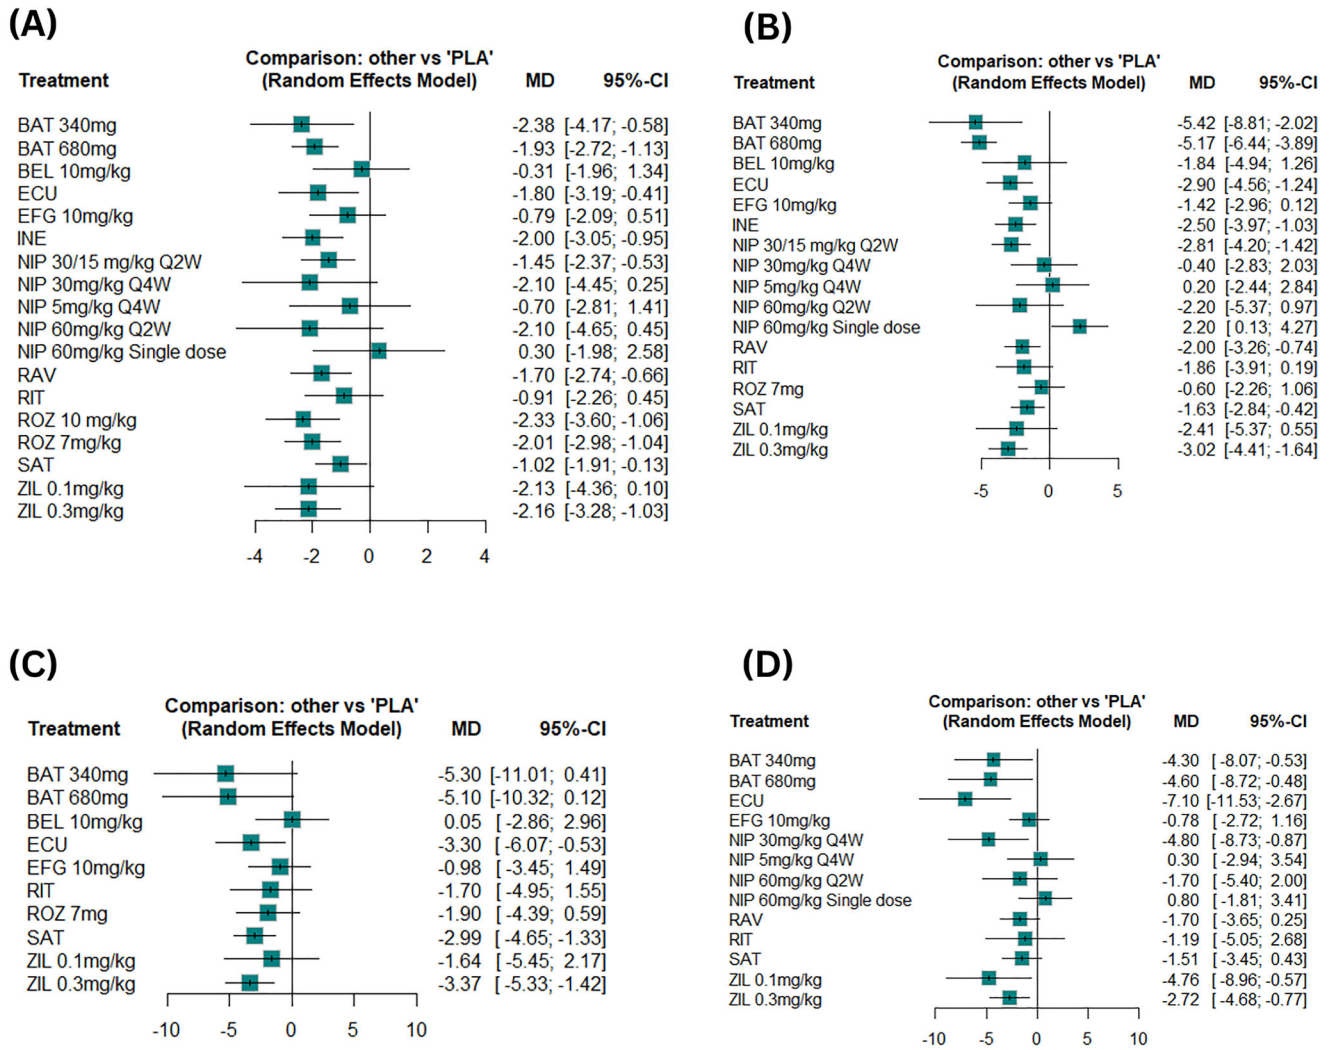 (A)
Comparison: other vs 'PLA'
Treatment (Random Effects Model) MD 95%-CI
BAT 340mg -2.38 [-4.17; -0.58]
BAT 680mg -1.93 [-2.72; -1.13]
BEL 10mg/kg -0.31 [-1.96; 1.34]
ECU -1.80 [-3.19; -0.41]
EFG 10mg/kg -0.79 [-2.09; 0.51]
INE -2.00 [-3.05; -0.95]
NIP 30/15 mg/kg Q2W -1.45 [-2.37; -0.53]
NIP 30mg/kg Q4W -2.10 [-4.45; 0.25]
NIP 5mg/kg Q4W -0.70 [-2.81; 1.41]
NIP 60mg/kg Q2W -2.10 [-4.65; 0.45]
NIP 60mg/kg Single dose 0.30 [-1.98; 2.58]
RAV -1.70 [-2.74; -0.66]
RIT -0.91 [-2.26; 0.45]
ROZ 10 mg/kg -2.33 [-3.60; -1.06]
ROZ 7mg/kg -2.01 [-2.98; -1.04]
SAT -1.02 [-1.91; -0.13]
ZIL 0.1mg/kg -2.13 [-4.36; 0.10]
ZIL 0.3mg/kg -2.16 [-3.28; -1.03]
-4 -2 0 2 4
(B)
Comparison: other vs 'PLA'
Treatment (Random Effects Model) MD 95%-CI
BAT 340mg -5.42 [-8.81; -2.02]
BAT 680mg -5.17 [-6.44; -3.89]
BEL 10mg/kg -1.84 [-4.94; 1.26]
ECU -2.90 [-4.56; -1.24]
EFG 10mg/kg -1.42 [-2.96; 0.12]
INE -2.50 [-3.97; -1.03]
NIP 30/15 mg/kg Q2W -2.81 [-4.20; -1.42]
NIP 30mg/kg Q4W -0.40 [-2.83; 2.03]
NIP 5mg/kg Q4W 0.20 [-2.44; 2.84]
NIP 60mg/kg Q2W -2.20 [-5.37; 0.97]
NIP 60mg/kg Single dose 2.20 [ 0.13; 4.27]
RAV -2.00 [-3.26; -0.74]
RIT -1.86 [-3.91; 0.19]
ROZ 7mg -0.60 [-2.26; 1.06]
SAT -1.63 [-2.84; -0.42]
ZIL 0.1mg/kg -2.41 [-5.37; 0.55]
ZIL 0.3mg/kg -3.02 [-4.41; -1.64]
-5 0 5
(C)
Comparison: other vs 'PLA'
Treatment (Random Effects Model) MD 95%-CI
BAT 340mg -5.30 [-11.01; 0.41]
BAT 680mg -5.10 [-10.32; 0.12]
BEL 10mg/kg 0.05 [ -2.86; 2.96]
ECU -3.30 [ -6.07; -0.53]
EFG 10mg/kg -0.98 [ -3.45; 1.49]
RIT -1.70 [ -4.95; 1.55]
ROZ 7mg -1.90 [ -4.39; 0.59]
SAT -2.99 [ -4.65; -1.33]
ZIL 0.1mg/kg -1.64 [ -5.45; 2.17]
ZIL 0.3mg/kg -3.37 [ -5.33; -1.42]
-10 -5 0 5 10
(D)
Comparison: other vs 'PLA'
Treatment (Random Effects Model) MD 95%-CI
BAT 340mg -4.30 [ -8.07; -0.53]
BAT 680mg -4.60 [ -8.72; -0.48]
ECU -7.10 [-11.53; -2.67]
EFG 10mg/kg -0.78 [ -2.72; 1.16]
NIP 30mg/kg Q4W -4.80 [ -8.73; -0.87]
NIP 5mg/kg Q4W 0.30 [ -2.94; 3.54]
NIP 60mg/kg Q2W -1.70 [ -5.40; 2.00]
NIP 60mg/kg Single dose 0.80 [ -1.81; 3.41]
RAV -1.70 [ -3.65; 0.25]
RIT -1.19 [ -5.05; 2.68]
SAT -1.51 [ -3.45; 0.43]
ZIL 0.1mg/kg -4.76 [ -8.96; -0.57]
ZIL 0.3mg/kg -2.72 [ -4.68; -0.77]
-10 -5 0 5 10